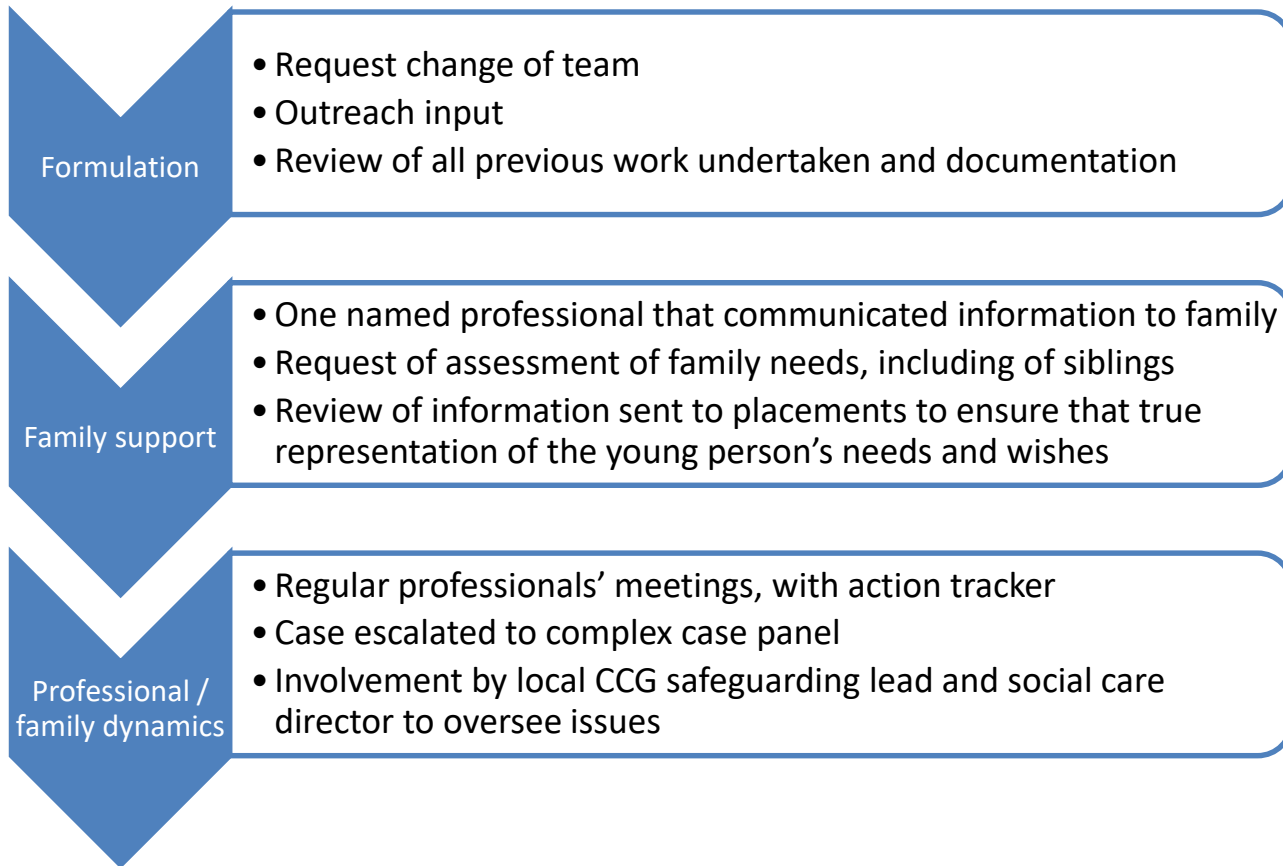 Formulation
• Request change of team
• Outreach input
• Review of all previous work undertaken and documentation
Family support
• One named professional that communicated information to family
• Request of assessment of family needs, including of siblings
• Review of information sent to placements to ensure that true
representation of the young person’s needs and wishes
Professional /
family dynamics
• Regular professionals’ meetings, with action tracker
• Case escalated to complex case panel
• Involvement by local CCG safeguarding lead and social care
director to oversee issues